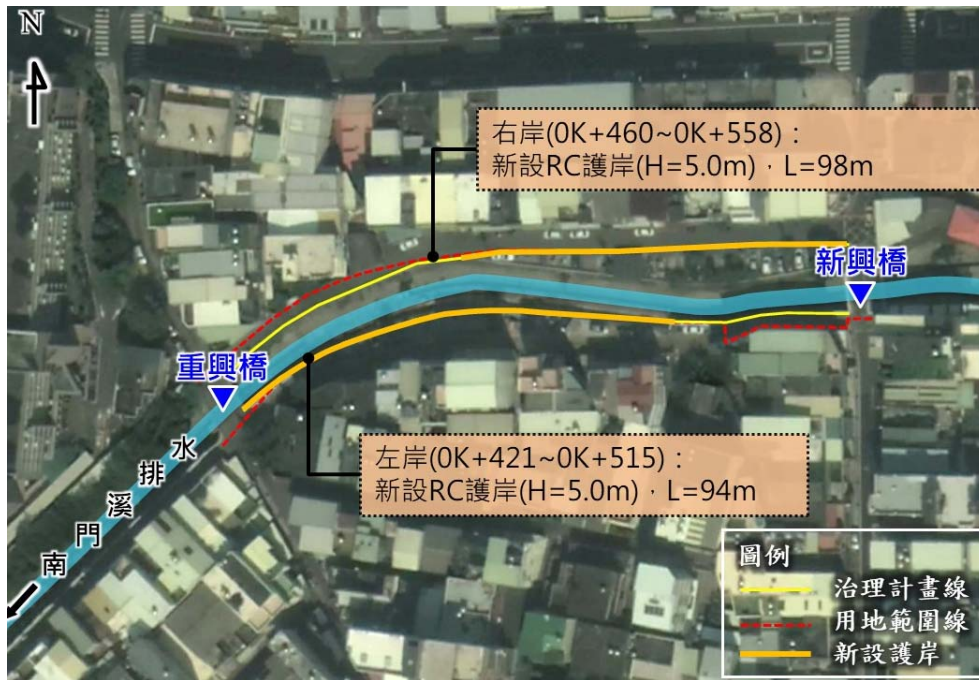 N
右岸(0K+460~0K+558)：
新設RC護岸(H=5.0m)，L=98m
新興橋
重興橋
左岸(0K+421~0K+515)：
新設RC護岸(H=5.0m)，L=94m
南門溪排水
圖例
治理計畫線
用地範圍線
新設護岸